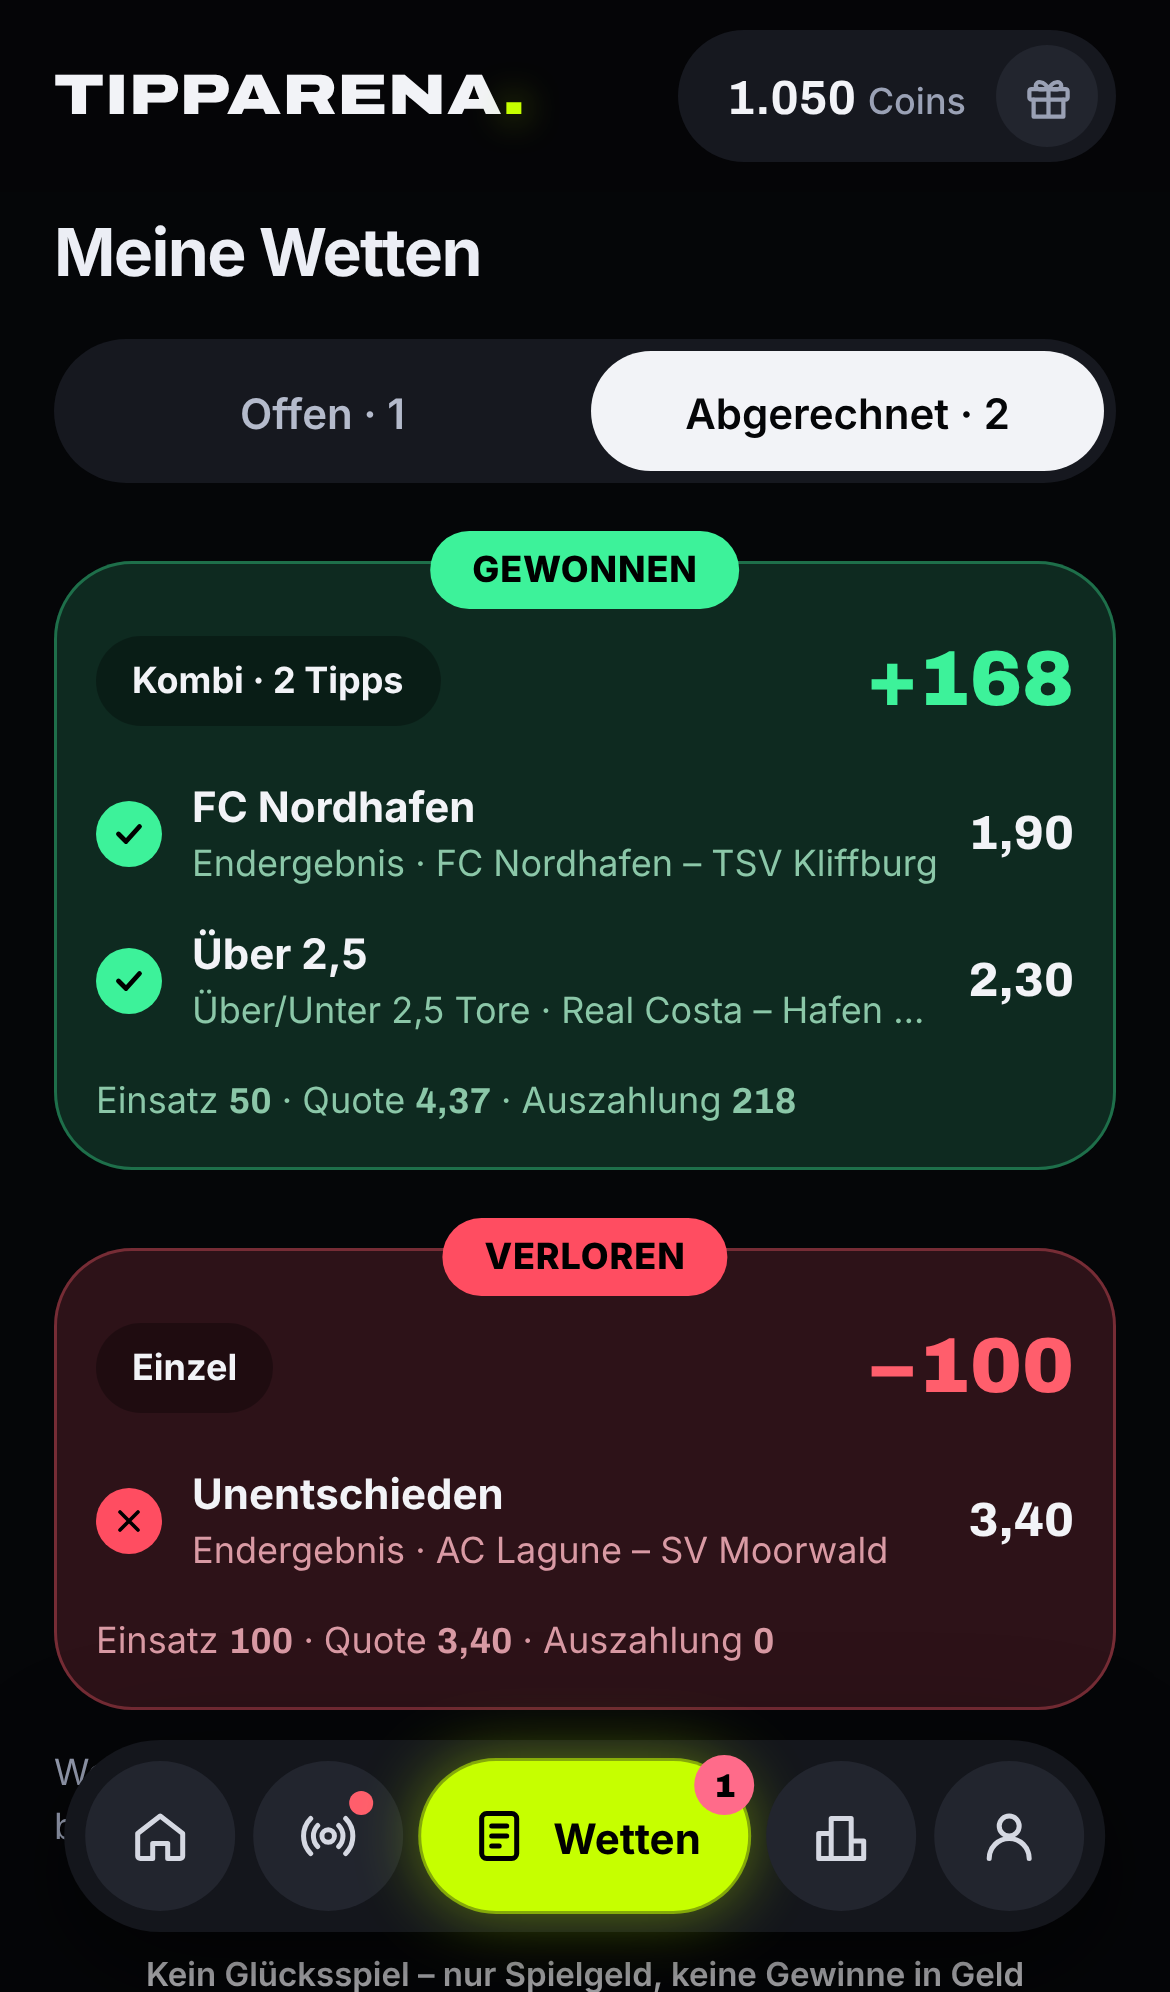 TIPPARENA.
1.050 Coins
Meine Wetten
Offen · 1
Abgerechnet · 2
GEWONNEN
Kombi · 2 Tipps
+168
FC Nordhafen
1,90
Endergebnis · FC Nordhafen – TSV Kliffburg
Über 2,5
2,30
Über/Unter 2,5 Tore · Real Costa – Hafen ...
Einsatz 50 · Quote 4,37 · Auszahlung 218
VERLOREN
Einzel
–100
Unentschieden
3,40
Endergebnis · AC Lagune – SV Moorwald
Einsatz 100 · Quote 3,40 · Auszahlung 0
1
Wetten
Kein Glücksspiel – nur Spielgeld, keine Gewinne in Geld